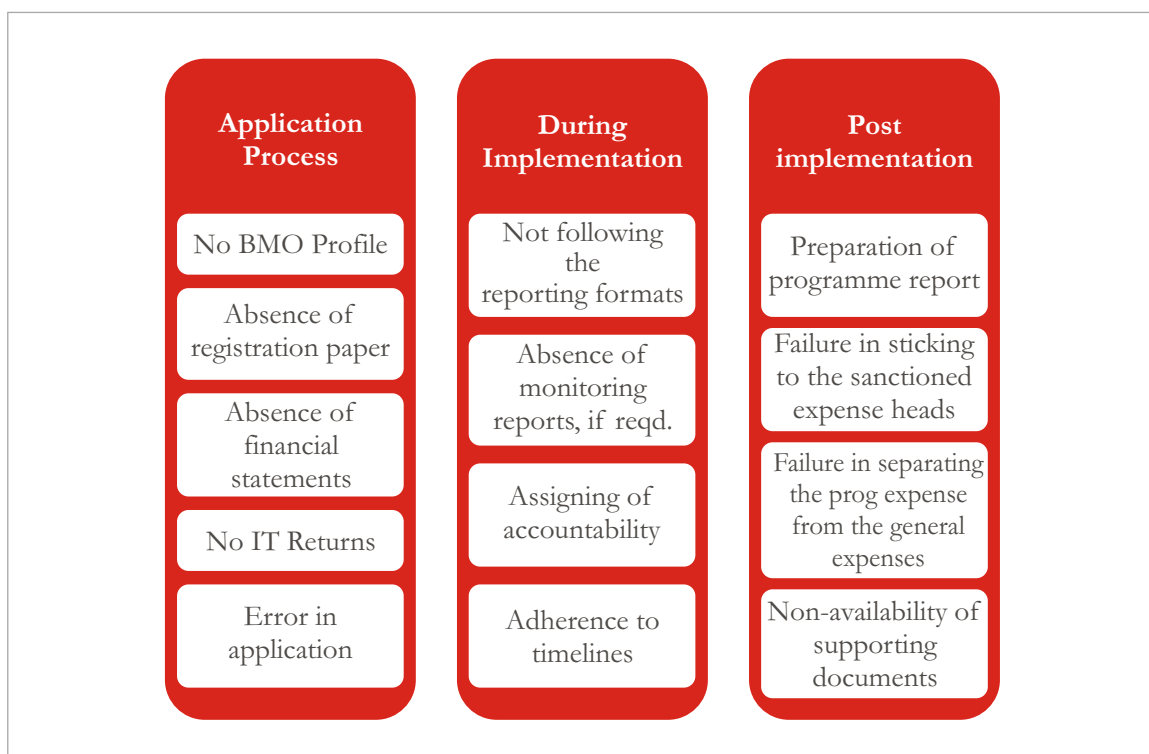 Application
Process
No BMO Profile
Absence of
registration paper
Absence of
financial
statements
No IT Returns
Error in
application
During
Implementation
Not following
the
reporting formats
Absence of
monitoring
reports, if reqd.
Assigning of
accountability
Adherence to
timelines
Post
implementation
Preparation of
programme report
Failure in sticking
to the sanctioned
expense heads
Failure in separating
the prog expense
from the general
expenses
Non-availability of
supporting
documents